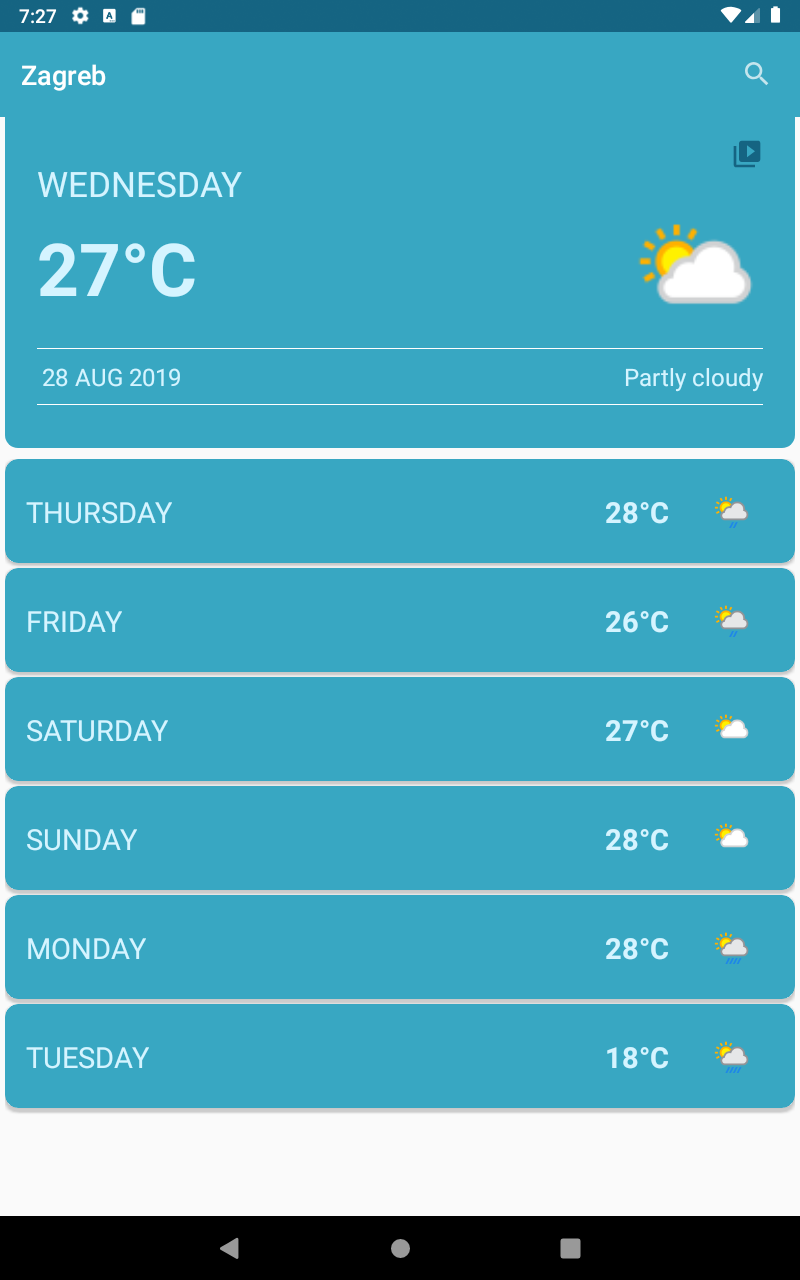 7:27
Zagreb
WEDNESDAY
27°C
28 AUG 2019 Partly cloudy
THURSDAY 28°C
FRIDAY 26°C
SATURDAY 27°C
SUNDAY 28°C
MONDAY 28°C
TUESDAY 18°C